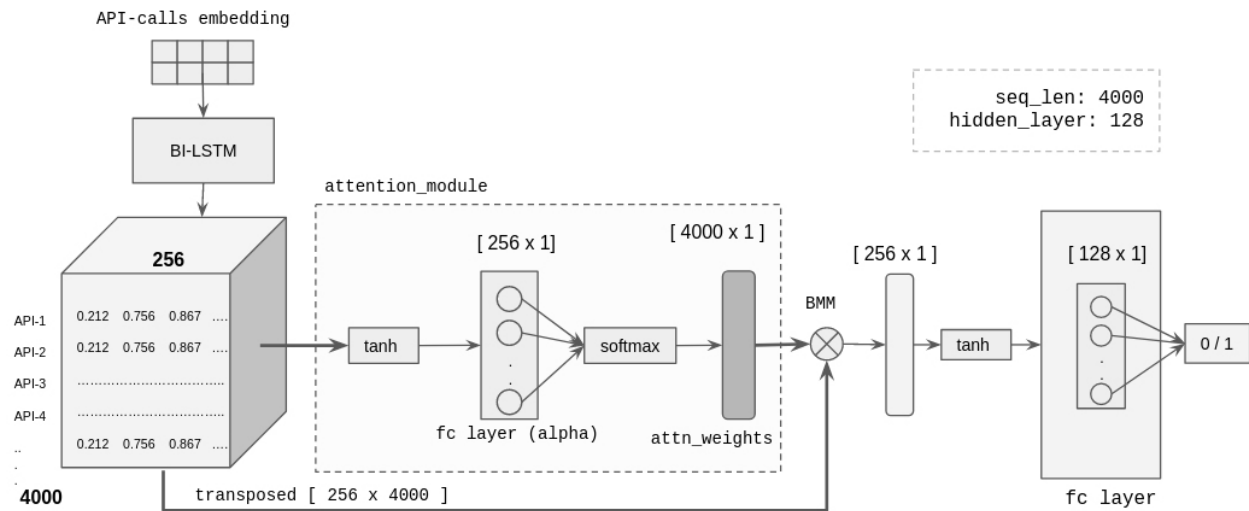 API-calls embedding
seq_len: 4000
hidden_layer: 128
BI-LSTM
attention_module
256
[ 256 x 1]
[ 4000 x 1 ]
[ 256 x 1 ]
[ 128 x 1]
BMM
API-1 0.212 0.756 0.867 ....
API-2 0.212 0.756 0.867 ....
API-3 ..........................................
API-4 ..........................................
.. 0.212 0.756 0.867 ....
.
.
4000
tanh
.
.
softmax
tanh
.
.
0 / 1
fc layer (alpha)
attn_weights
transposed [ 256 x 4000 ]
fc layer